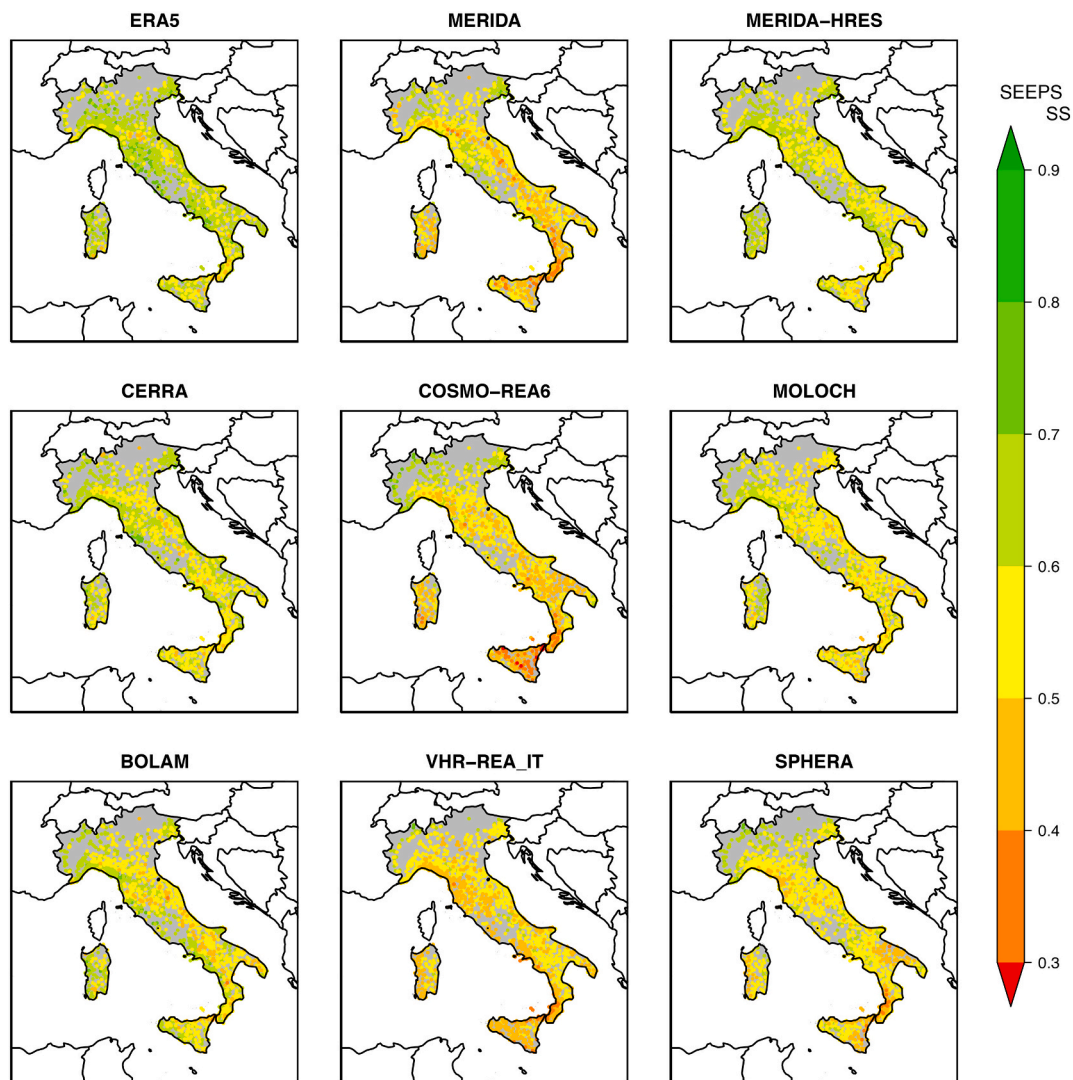 ERA5
MERIDA
MERIDA−HRES
SEEPS
SS
0.9
0.8
0.7
0.6
0.5
0.4
0.3
CERRA
COSMO−REA6
MOLOCH
BOLAM
VHR−REA_IT
SPHERA